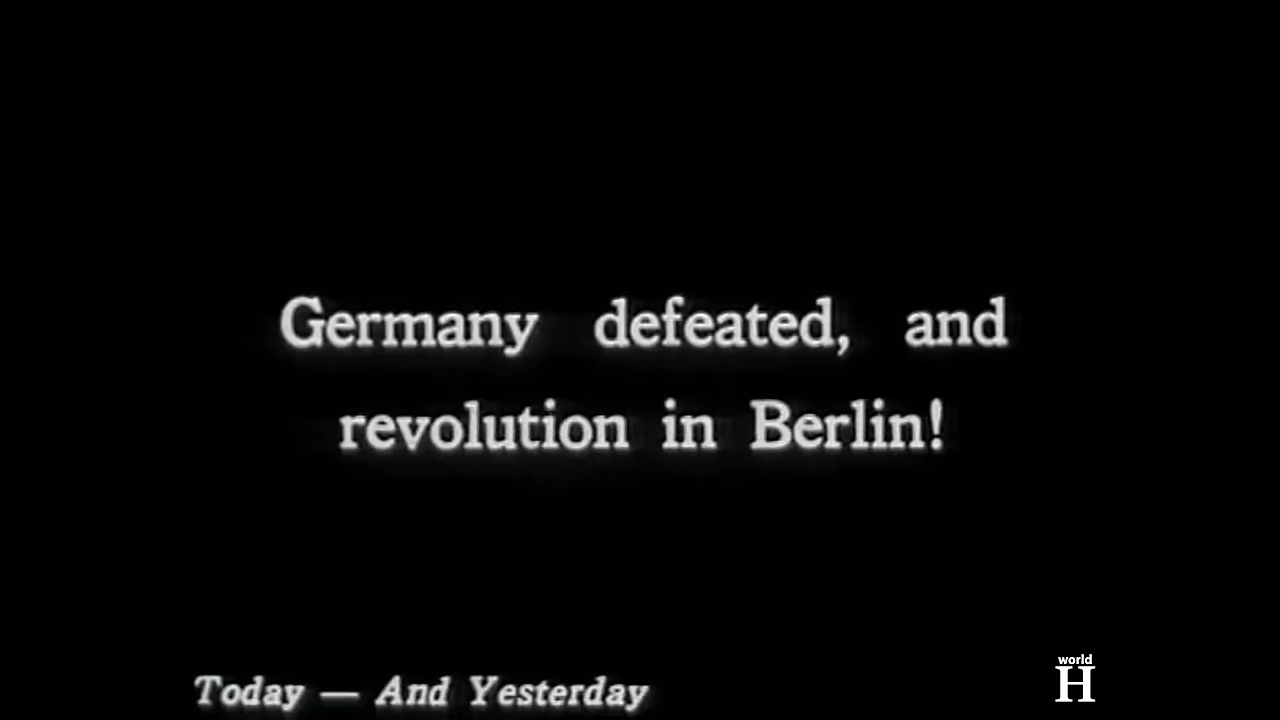 Germany defeated, and
revolution in Berlin!
Today — And Yesterday
world
H